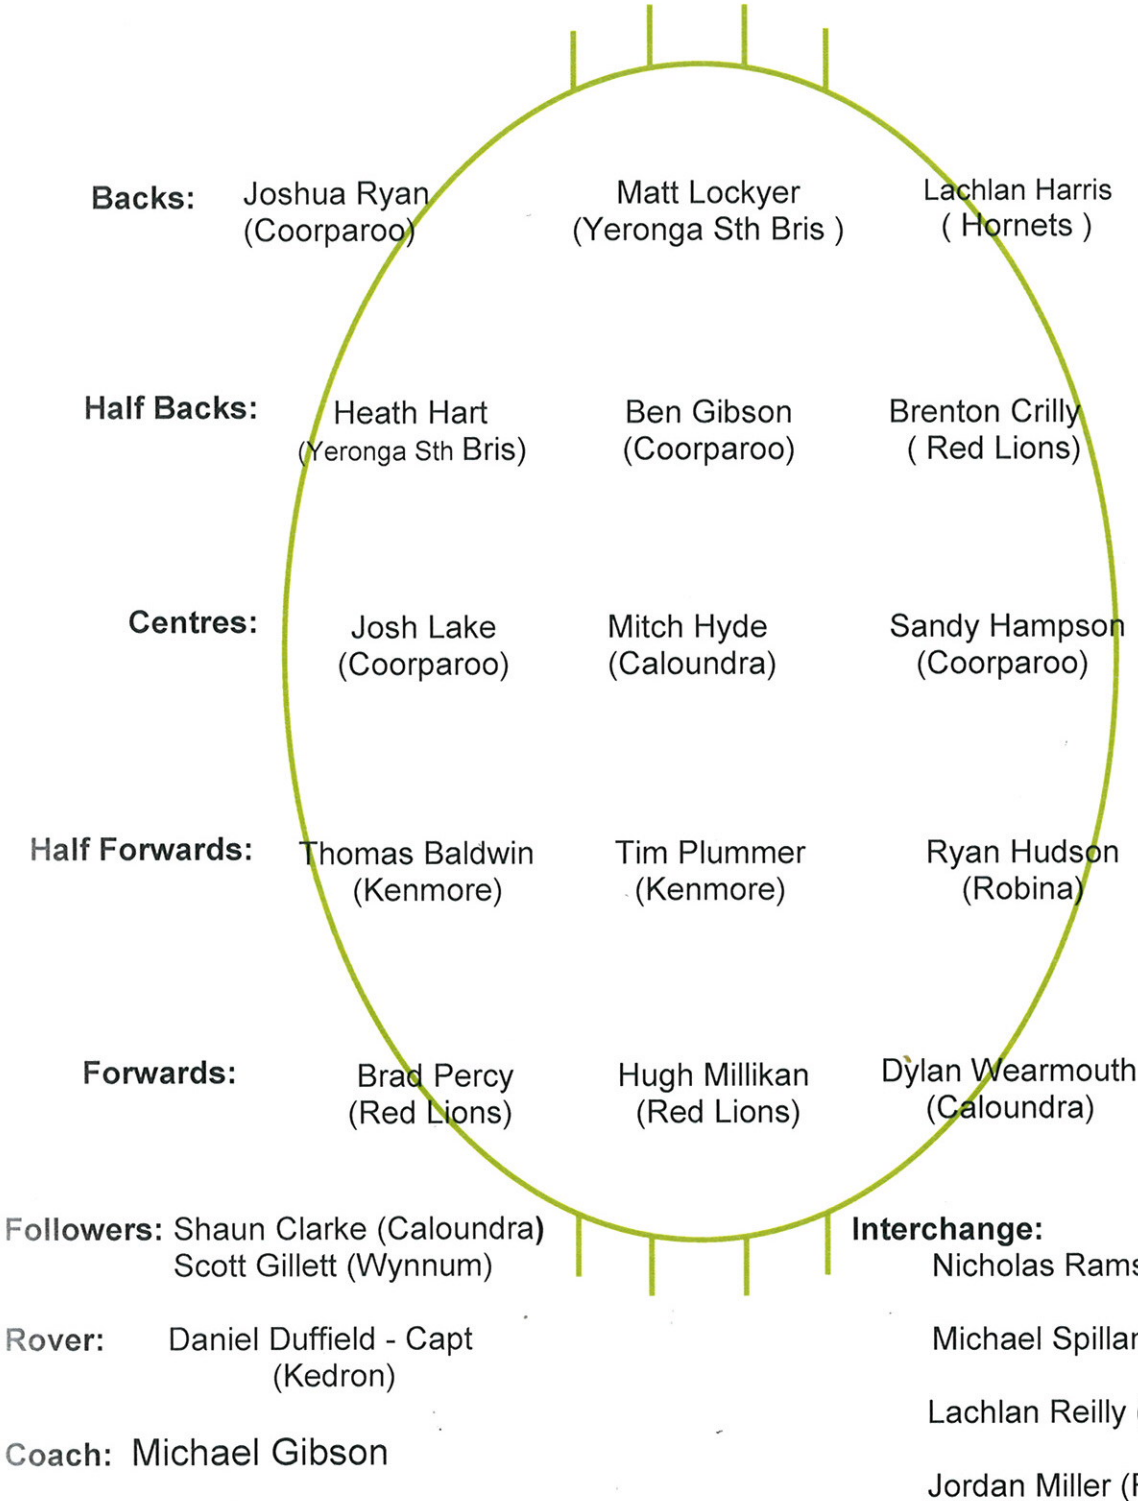 Backs: Joshua Ryan Matt Lockyer Lachlan Harris
(Coorparoo) (Yeronga Sth Bris ) ( Hornets )
Half Backs: Heath Hart Ben Gibson Brenton Crilly
(Yeronga Sth Bris) (Coorparoo) ( Red Lions)
Centres: Josh Lake Mitch Hyde Sandy Hampson
(Coorparoo) (Caloundra) (Coorparoo)
Half Forwards: Thomas Baldwin Tim Plummer Ryan Hudson
(Kenmore) (Kenmore) (Robina)
Forwards: Brad Percy Hugh Millikan Dylan Wearmouth
(Red Lions) (Red Lions) (Caloundra)
Followers: Shaun Clarke (Caloundra)
Scott Gillett (Wynnum)
Rover: Daniel Duffield - Capt
(Kedron)
Coach: Michael Gibson
Interchange:
Nicholas
Michael
Lachlan Reilly
Jordan Miller